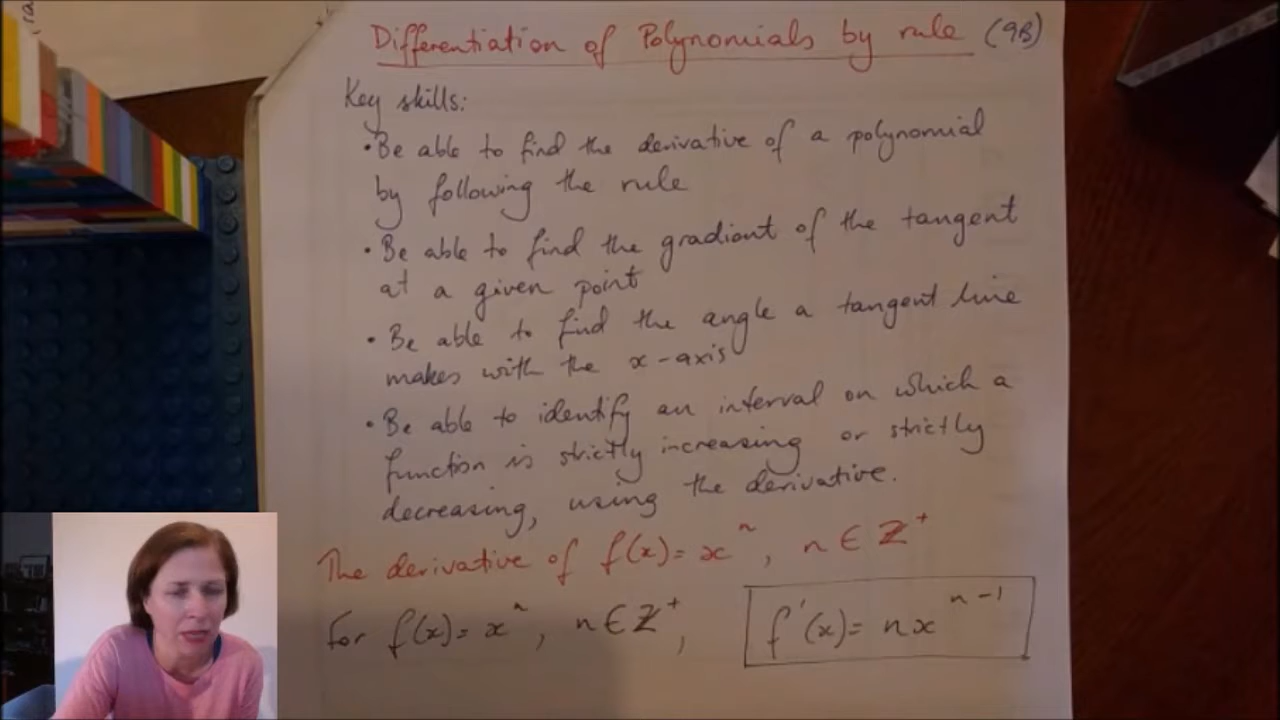 Differentiation of Polynomials by rule (9B)
Key skills:
• Be able to find the derivative of a polynomial
by following the rule
• Be able to find the gradient of the tangent
at a given point
• Be able to find the angle a tangent line
makes with the x-axis
• Be able to identify an interval on which a
function is strictly increasing or strictly
decreasing, using the derivative.
The derivative of f(x) = xⁿ, n ∈ ℤ⁺
For f(x) = xⁿ, n ∈ ℤ⁺, f'(x) = nxⁿ⁻¹